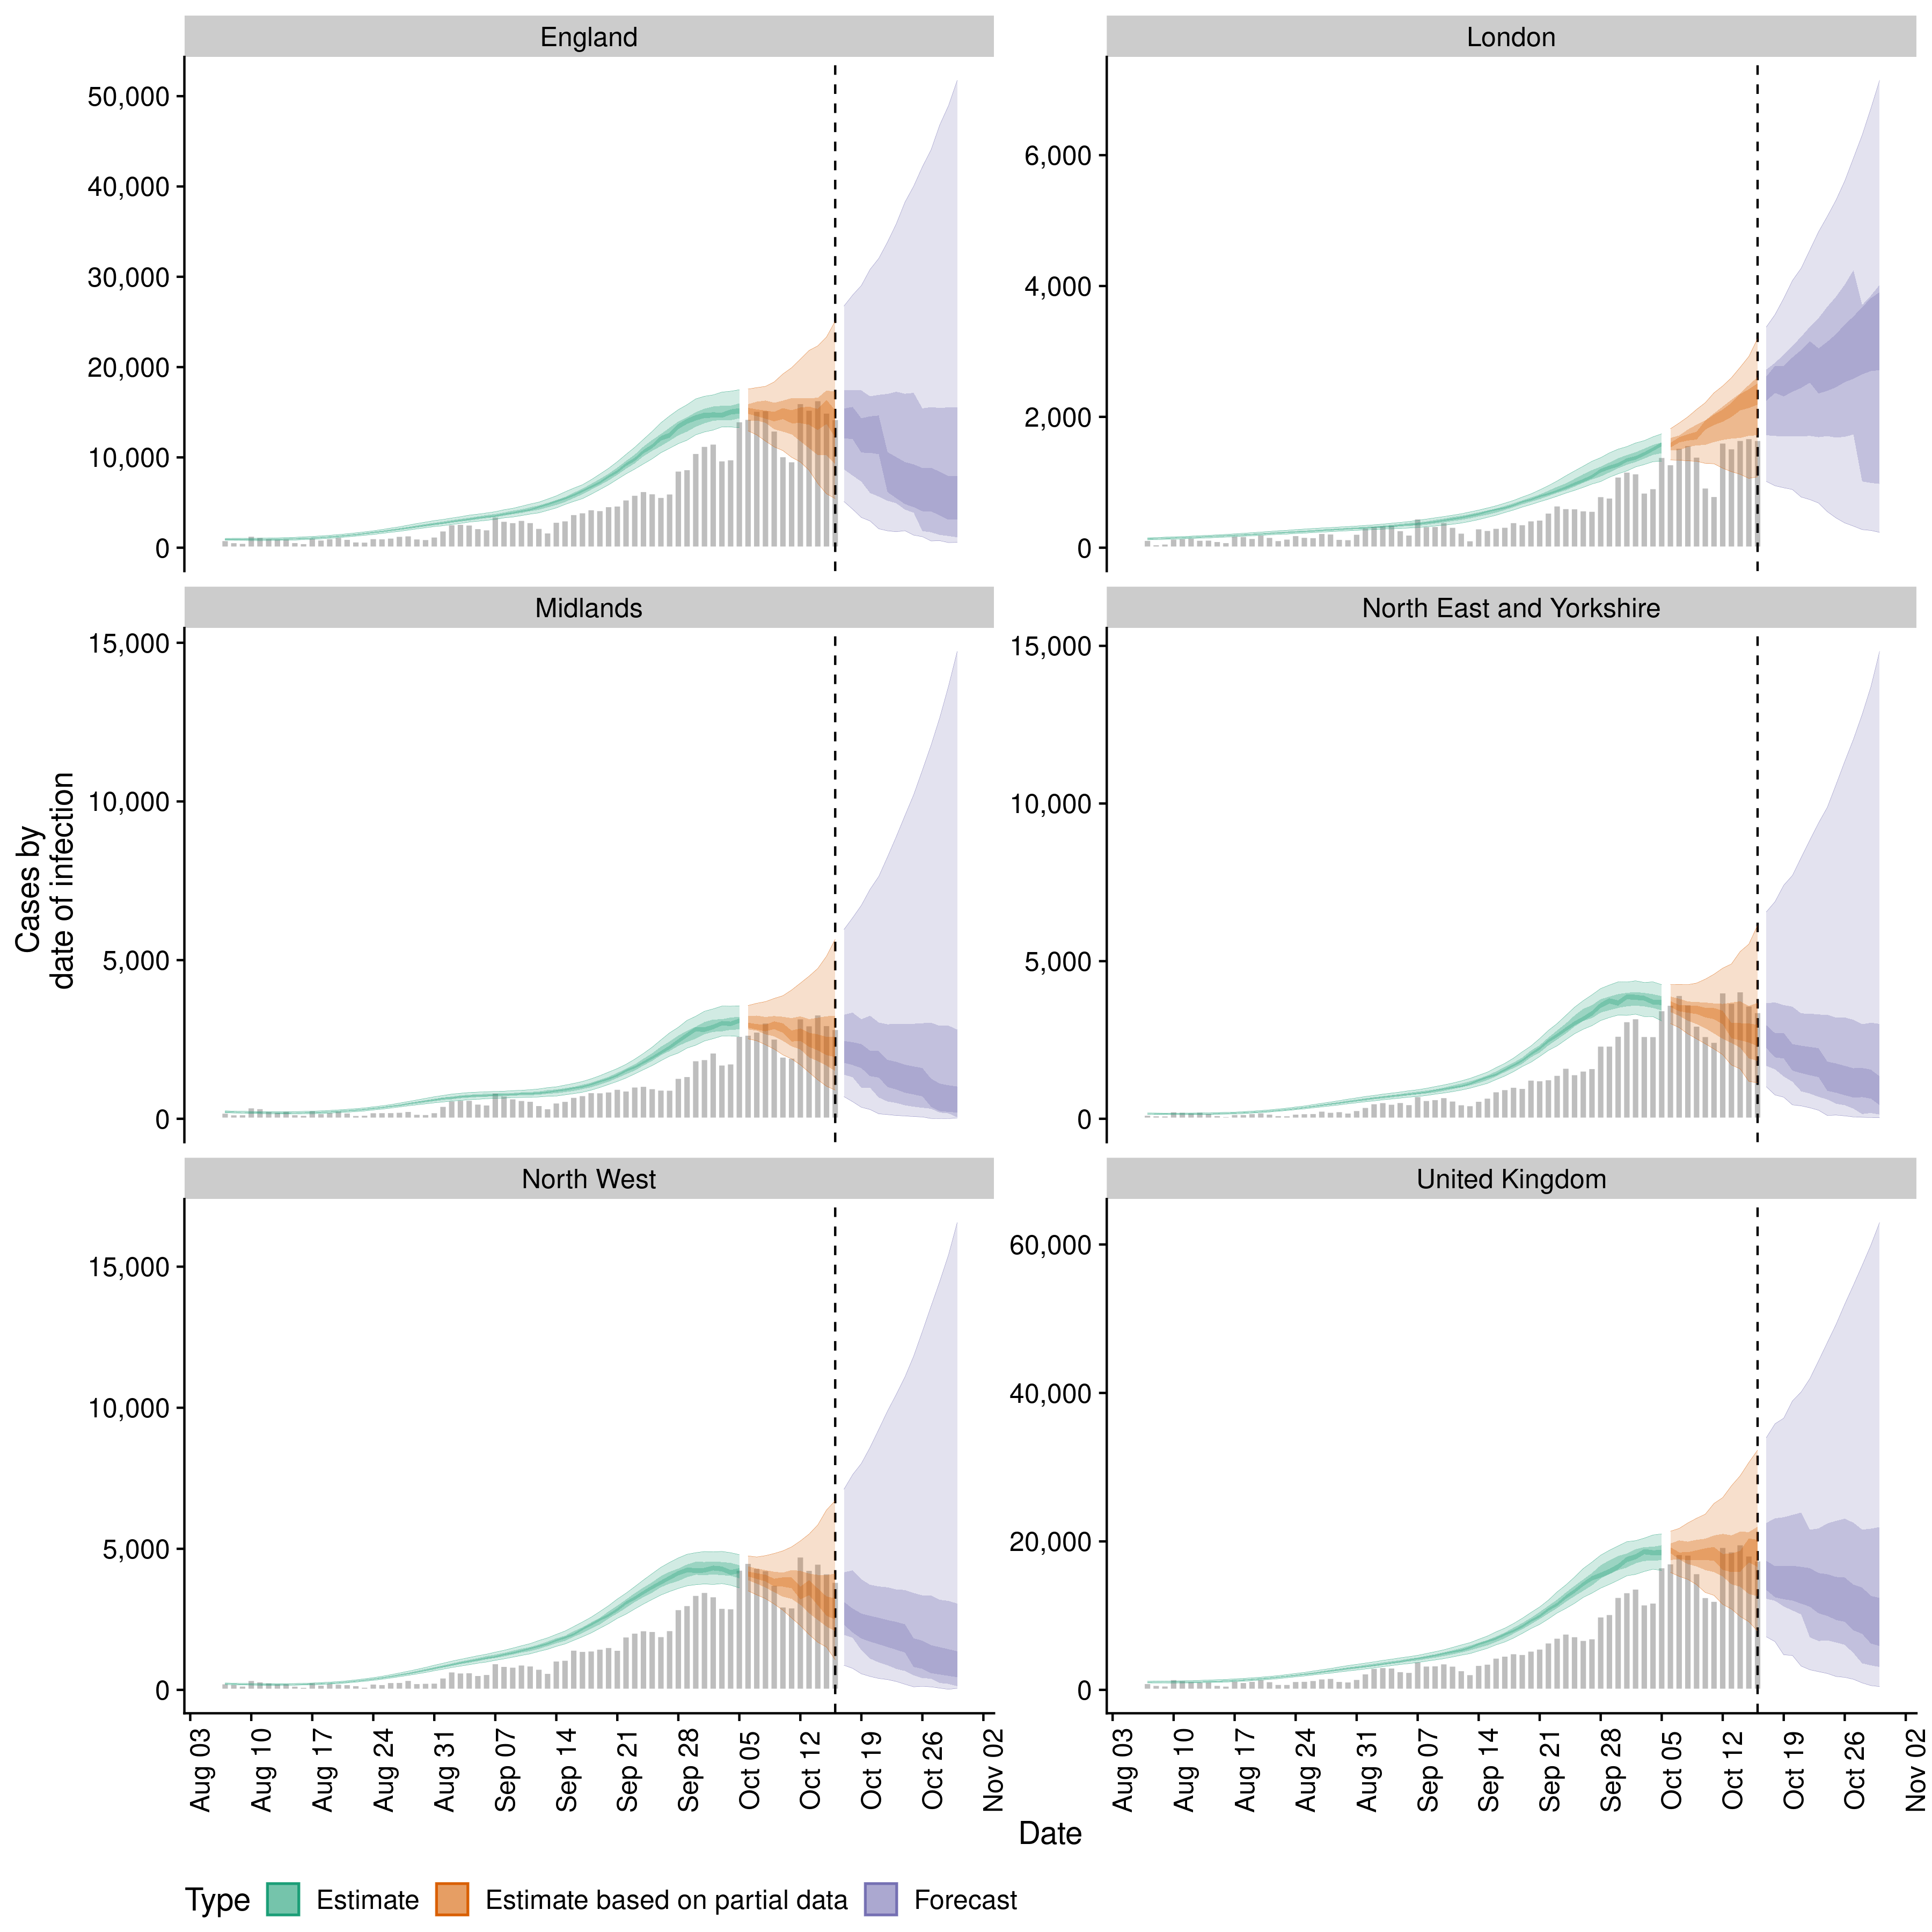 England
London
50,000
40,000
30,000
20,000
10,000
0
6,000
4,000
2,000
0
Midlands
North East and Yorkshire
15,000
10,000
5,000
0
15,000
10,000
5,000
0
North West
United Kingdom
15,000
10,000
5,000
0
60,000
40,000
20,000
0
Cases by
date of infection
Aug 03
Aug 10
Aug 17
Aug 24
Aug 31
Sep 07
Sep 14
Sep 21
Sep 28
Oct 05
Oct 12
Oct 19
Oct 26
Nov 02
Aug 03
Aug 10
Aug 17
Aug 24
Aug 31
Sep 07
Sep 14
Sep 21
Sep 28
Oct 05
Oct 12
Oct 19
Oct 26
Nov 02
Date
Type Estimate Estimate based on partial data Forecast